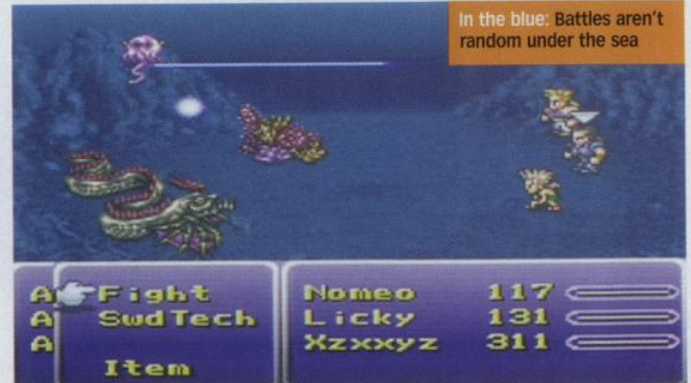 In the blue: Battles aren't
random under the sea
A Fight Nomeo 117
A SwdTech Licky 131
A Xzxxyz 311
Item